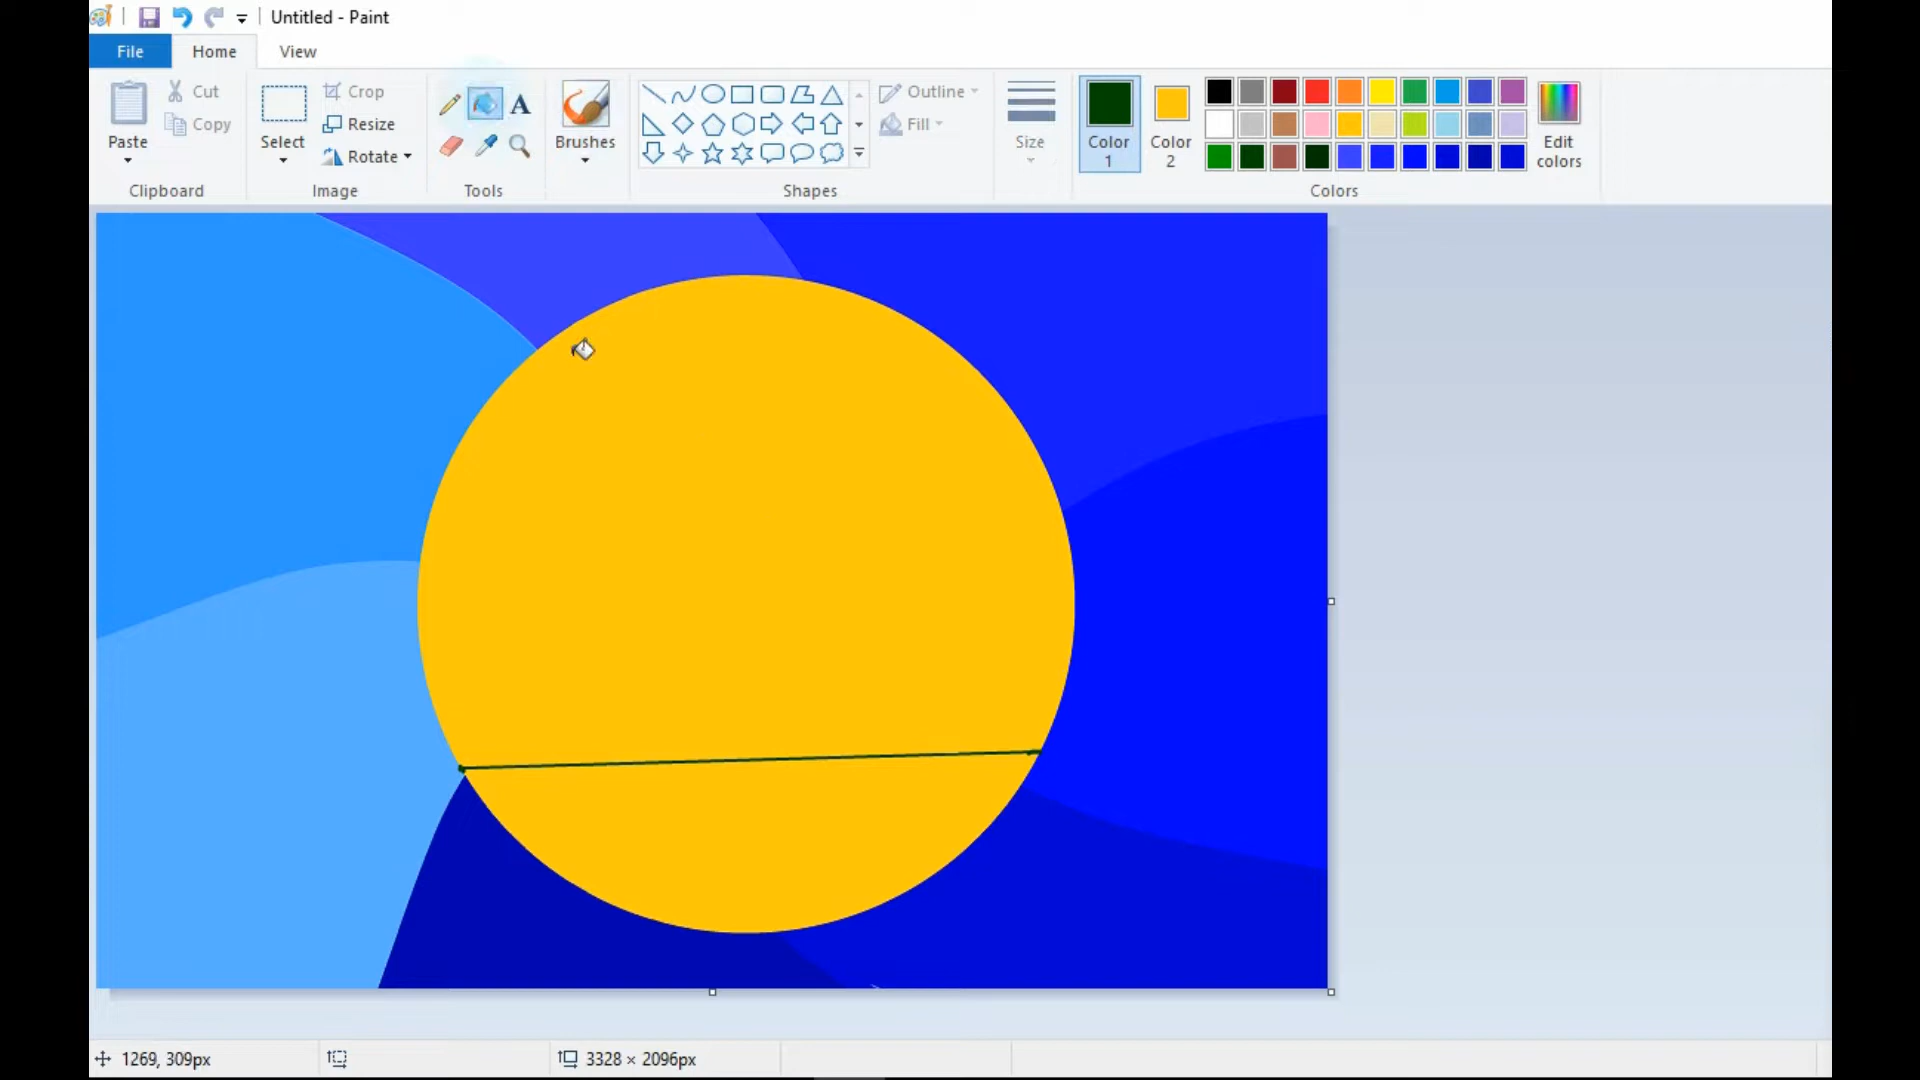 Untitled - Paint
File Home View
Paste
Cut
Copy
Clipboard
Select
Crop
Resize
Rotate
Image
A
Tools
Brushes
Outline
Fill
Shapes
Size
Color
1
Color
2
Edit
colors
Colors
1269, 309px
3328 × 2096px